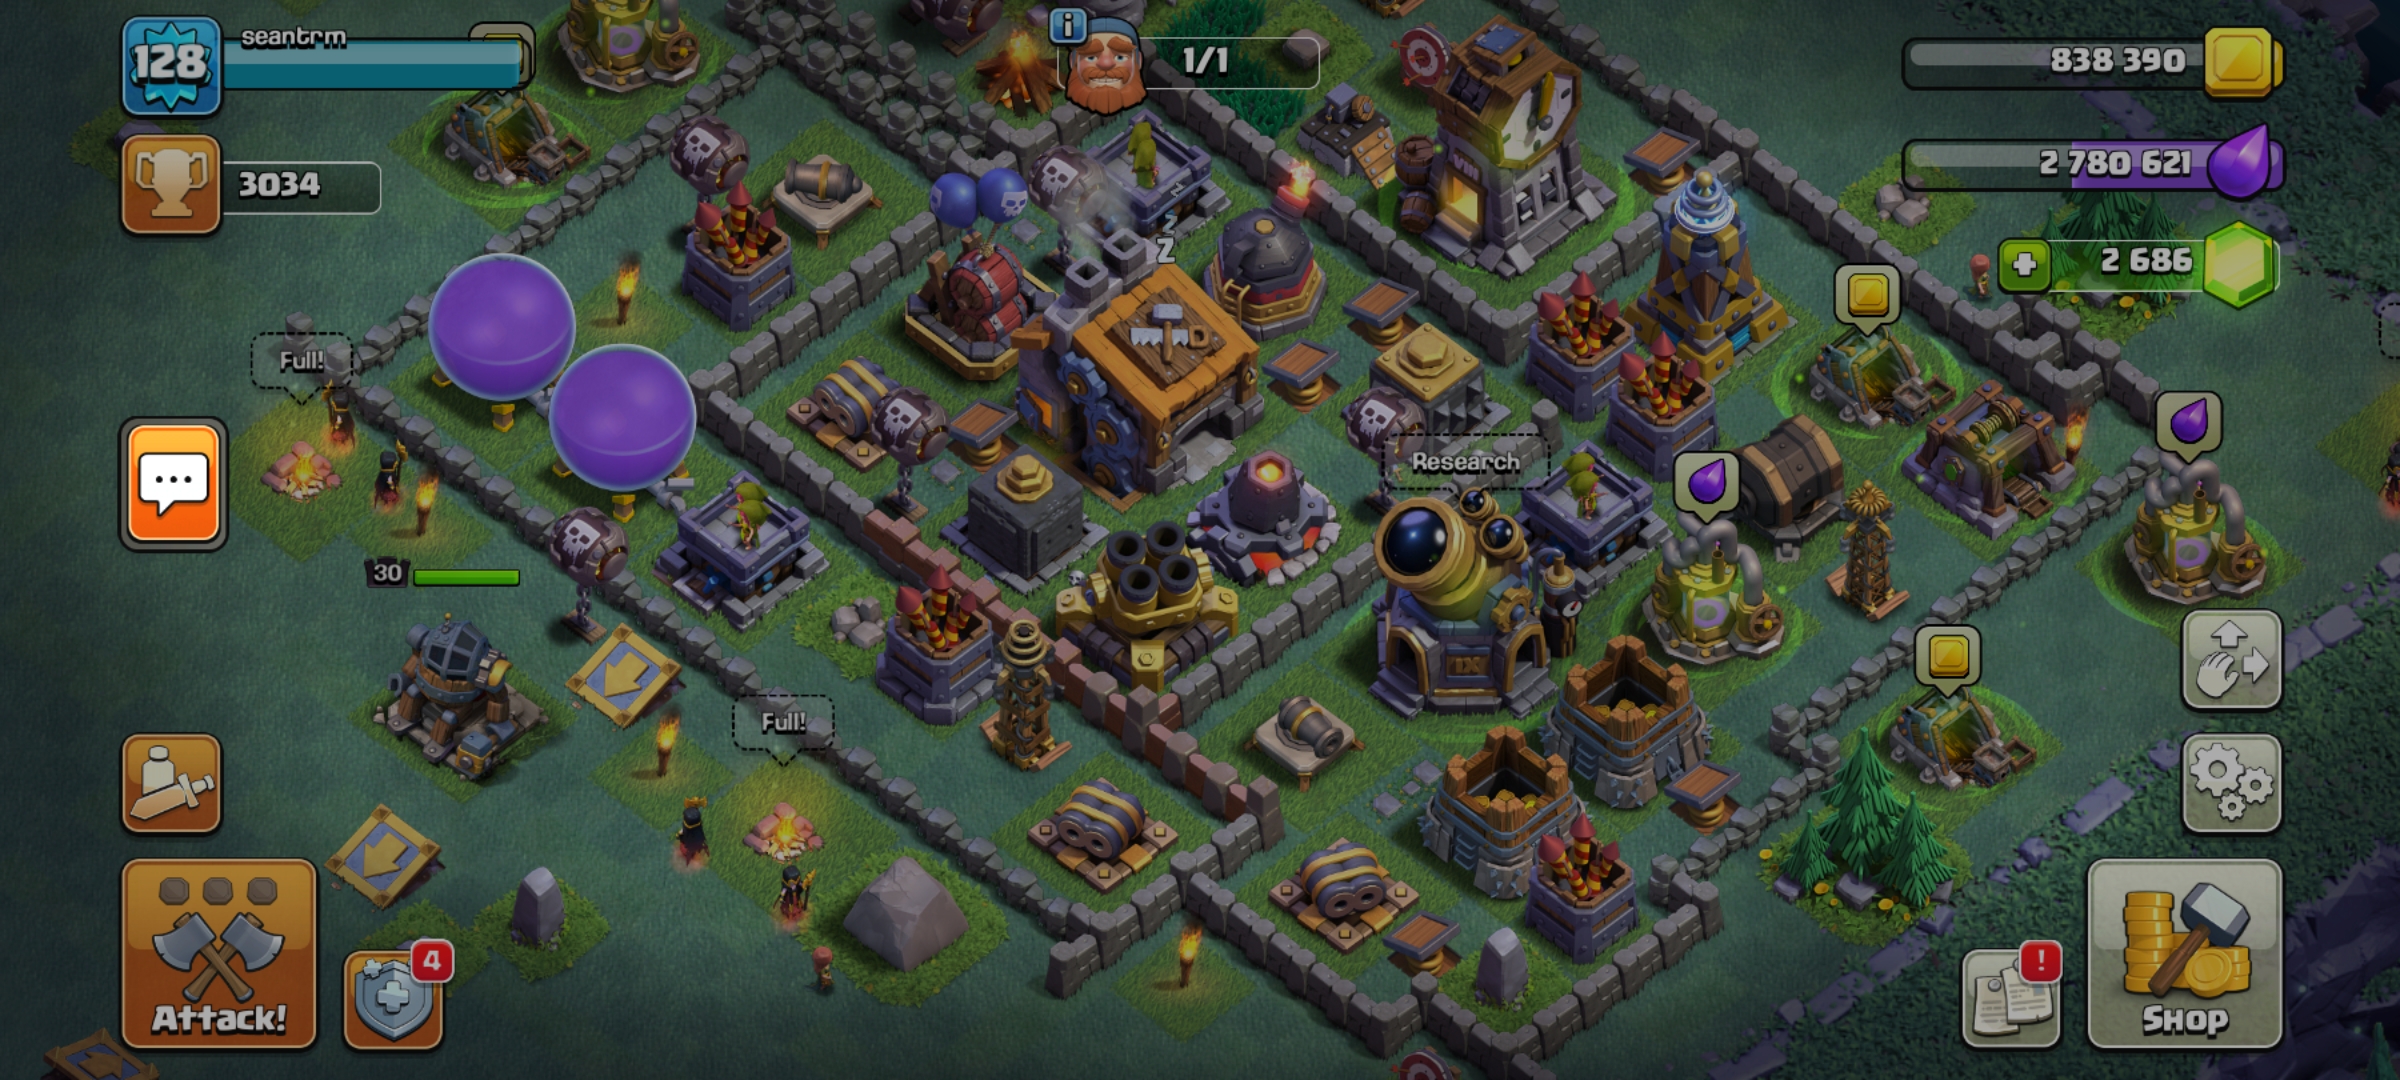 128
seantrm
1/1
838 390
3034
2 780 621
2 686
Z
Z
Z
Full!
Research
30
IX
Full!
4
!
Attack!
Shop